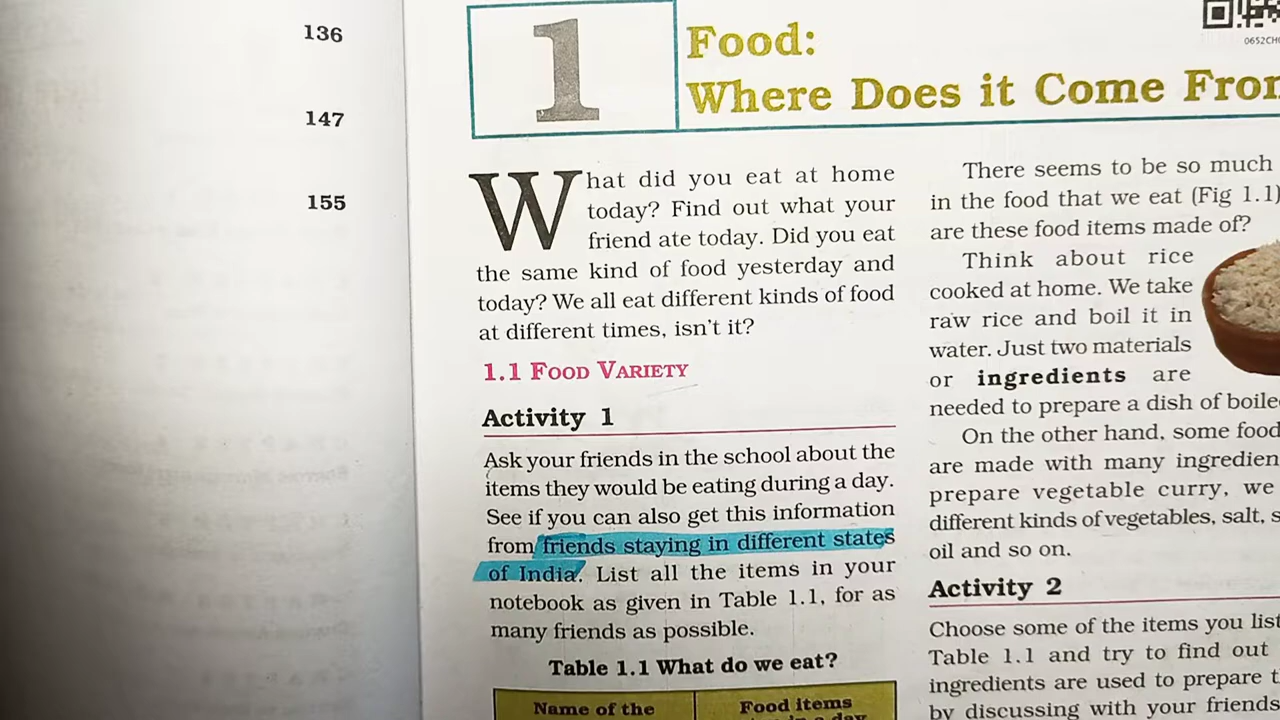 136
147
155
1
Food:
Where Does it Come
0652CH
What did you eat at home
today? Find out what your
friend ate today. Did you eat
the same kind of food yesterday and
today? We all eat different kinds of food
at different times, isn't it?
1.1 FOOD VARIETY
Activity 1
Ask your friends in the school about the
items they would be eating during a day.
See if you can also get this information
from friends staying in different states
of India. List all the items in your
notebook as given in Table 1.1, for as
many friends as possible.
Table 1.1 What do we eat?
Name of the
Food items
There seems to be so much
in the food that we eat (Fig 1.1)
are these food items made of?
Think about rice
cooked at home. We take
raw rice and boil it in
water. Just two materials
or ingredients are
needed to prepare a dish of
On the other hand, some food
are made with many
prepare vegetable curry, we
different kinds of vegetables, salt,
oil and so on.
Activity 2
Choose some of the items you
Table 1.1 and try to find out
ingredients are used to prepare
by discussing with your friends